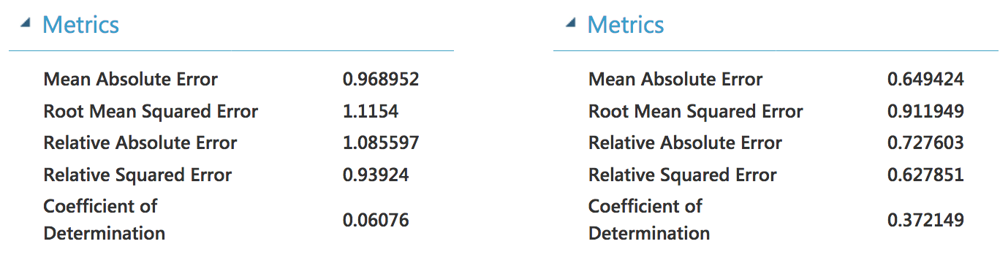 Metrics
Mean Absolute Error 0.968952
Root Mean Squared Error 1.1154
Relative Absolute Error 1.085597
Relative Squared Error 0.93924
Coefficient of
Determination 0.06076
Metrics
Mean Absolute Error 0.649424
Root Mean Squared Error 0.911949
Relative Absolute Error 0.727603
Relative Squared Error 0.627851
Coefficient of
Determination 0.372149